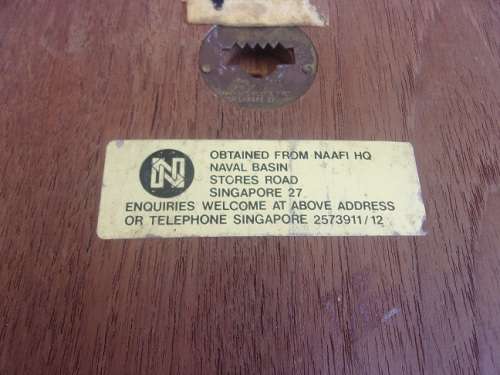 N
OBTAINED FROM NAAFI HQ
NAVAL BASIN
STORES ROAD
SINGAPORE 27
ENQUIRIES WELCOME AT ABOVE ADDRESS
OR TELEPHONE SINGAPORE 2573911/12